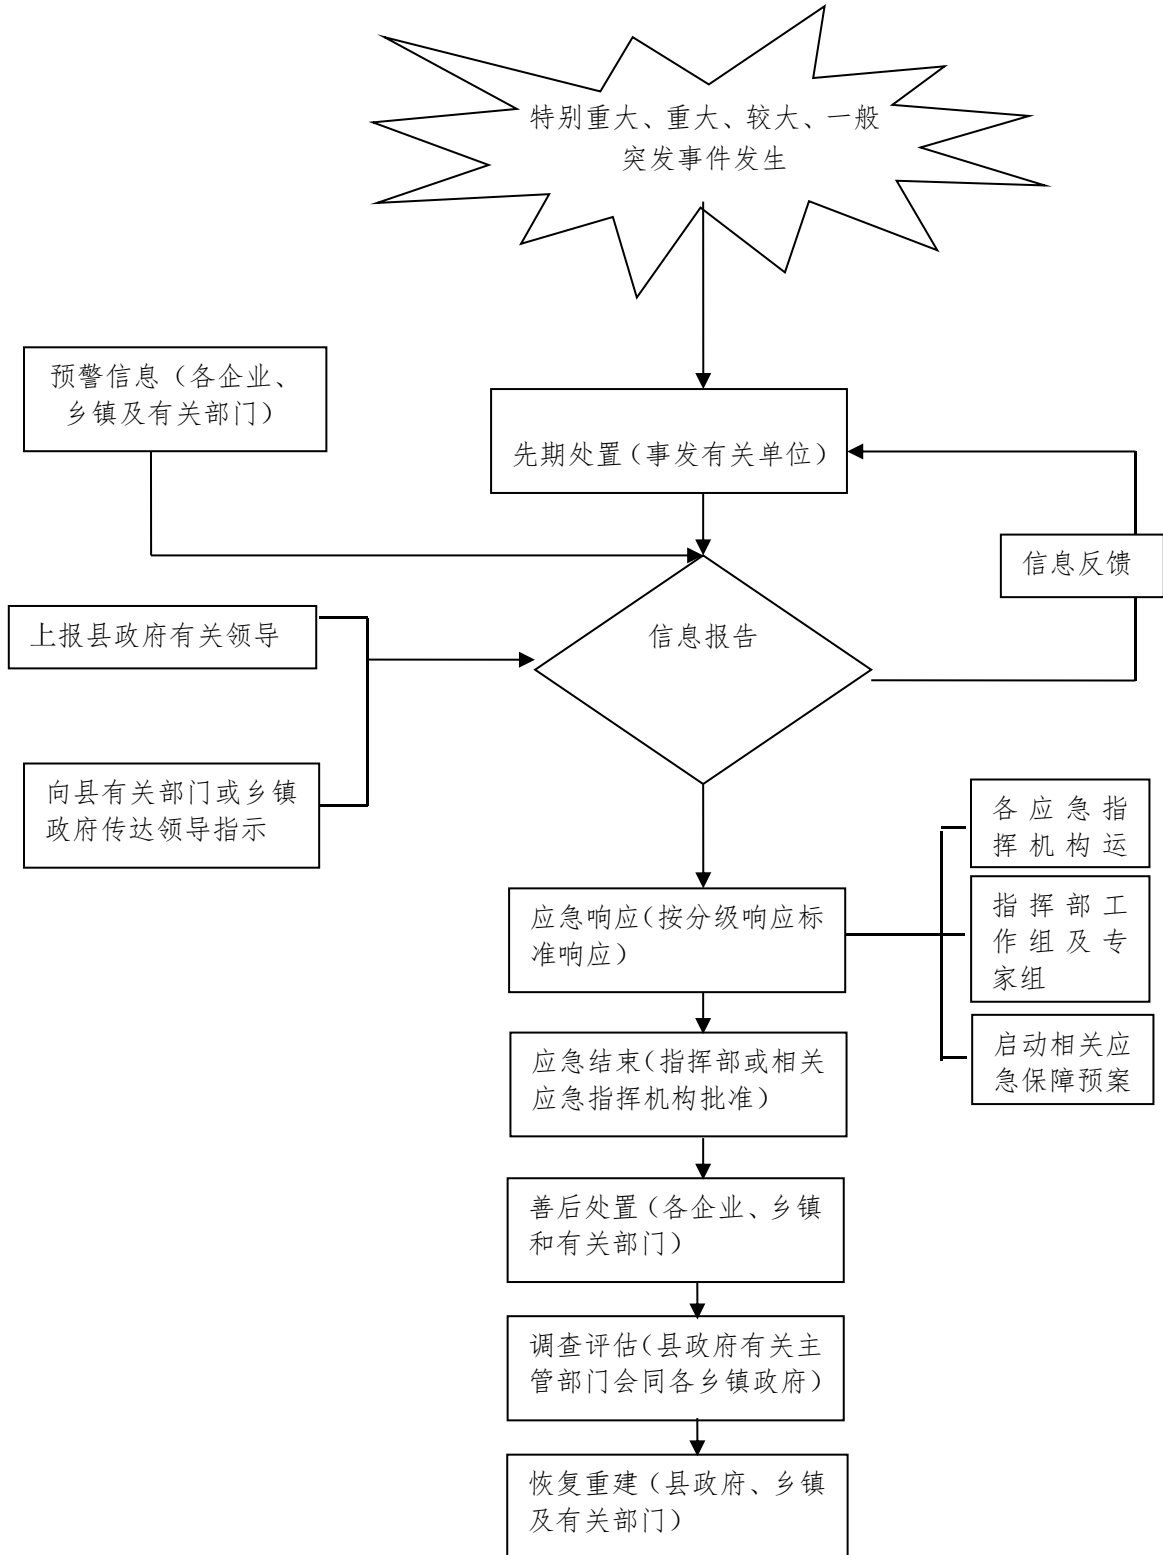 特别重大、重大、较大、一般
突发事件发生
预警信息（各企业、
乡镇及有关部门）
先期处置（事发有关单位）
信息反馈
信息报告
上报县政府有关领导
向县有关部门或乡镇
政府传达领导指示
各应急指
挥机构运
应急响应（按分级响应标
准响应）
指挥部工
作组及专
家组
启动相关应
急保障预案
应急结束（指挥部或相关
应急指挥机构批准）
善后处置（各企业、乡镇
和有关部门）
调查评估（县政府有关主
管部门会同各乡镇政府）
恢复重建（县政府、乡镇
及有关部门）